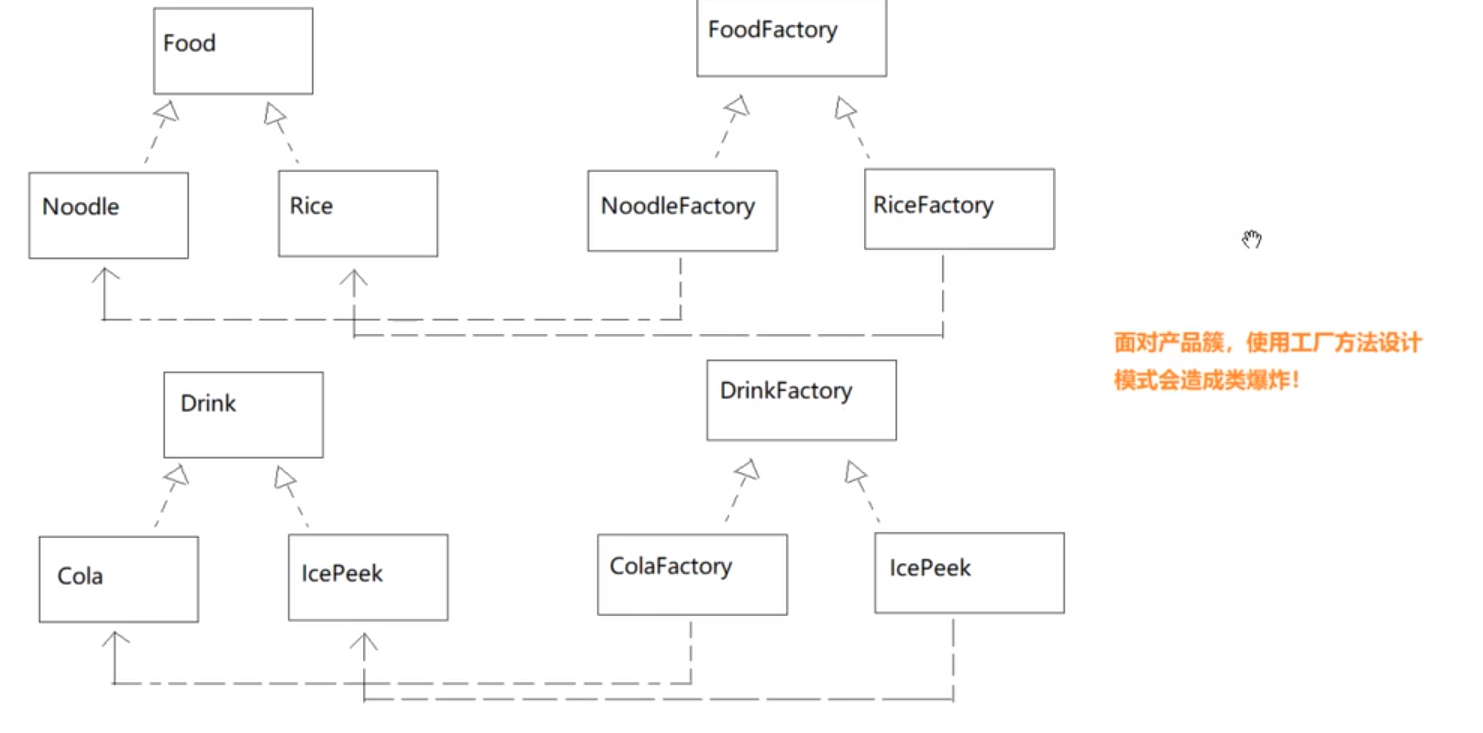 Food
FoodFactory
Noodle
Rice
NoodleFactory
RiceFactory
面对产品簇，使用工厂方法设计
模式会造成类爆炸！
Drink
DrinkFactory
Cola
IcePeek
ColaFactory
IcePeek